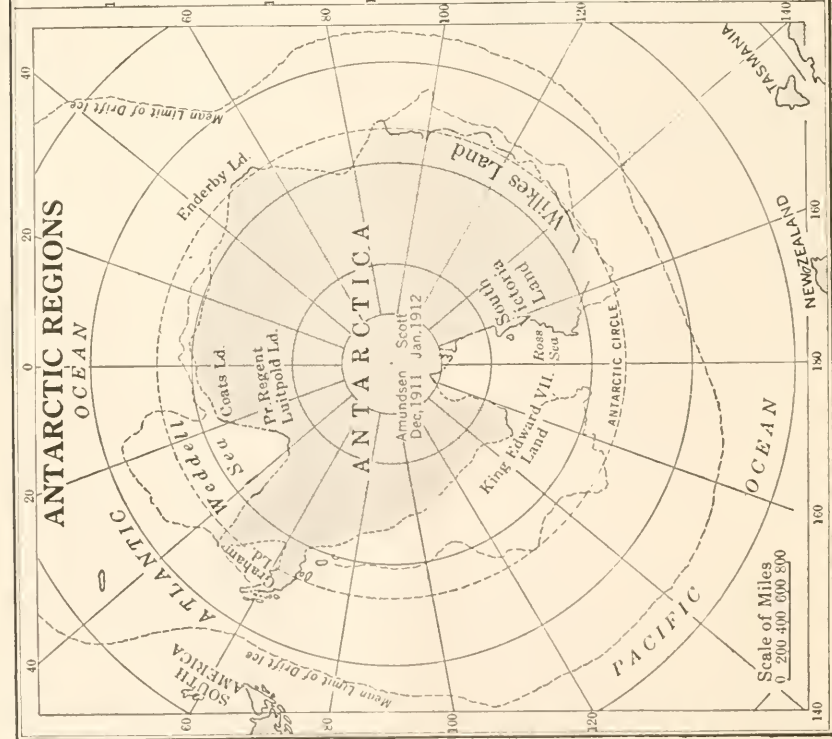 ANTARCTIC REGIONS
40
20
0
20
40
60
80
100
120
140
160
180
160
140
120
100
80
60
ATLANTIC
OCEAN
Mean Limit of Drift Ice
Enderby Ld.
Coats Ld.
Pr. Regent
Luitpold Ld.
Weddell
Sea
Graham
Ld.
SOUTH
AMERICA
Mean Limit of Drift Ice
ANTARCTICA
Amundsen
Dec, 1911
Scott
Jan. 1912
Wilkes Land
South
Victoria
Land
Ross
Sea
King Edward VII.
Land
ANTARCTIC CIRCLE
TASMANIA
NEW ZEALAND
PACIFIC
OCEAN
Scale of Miles
0 200 400 600 800